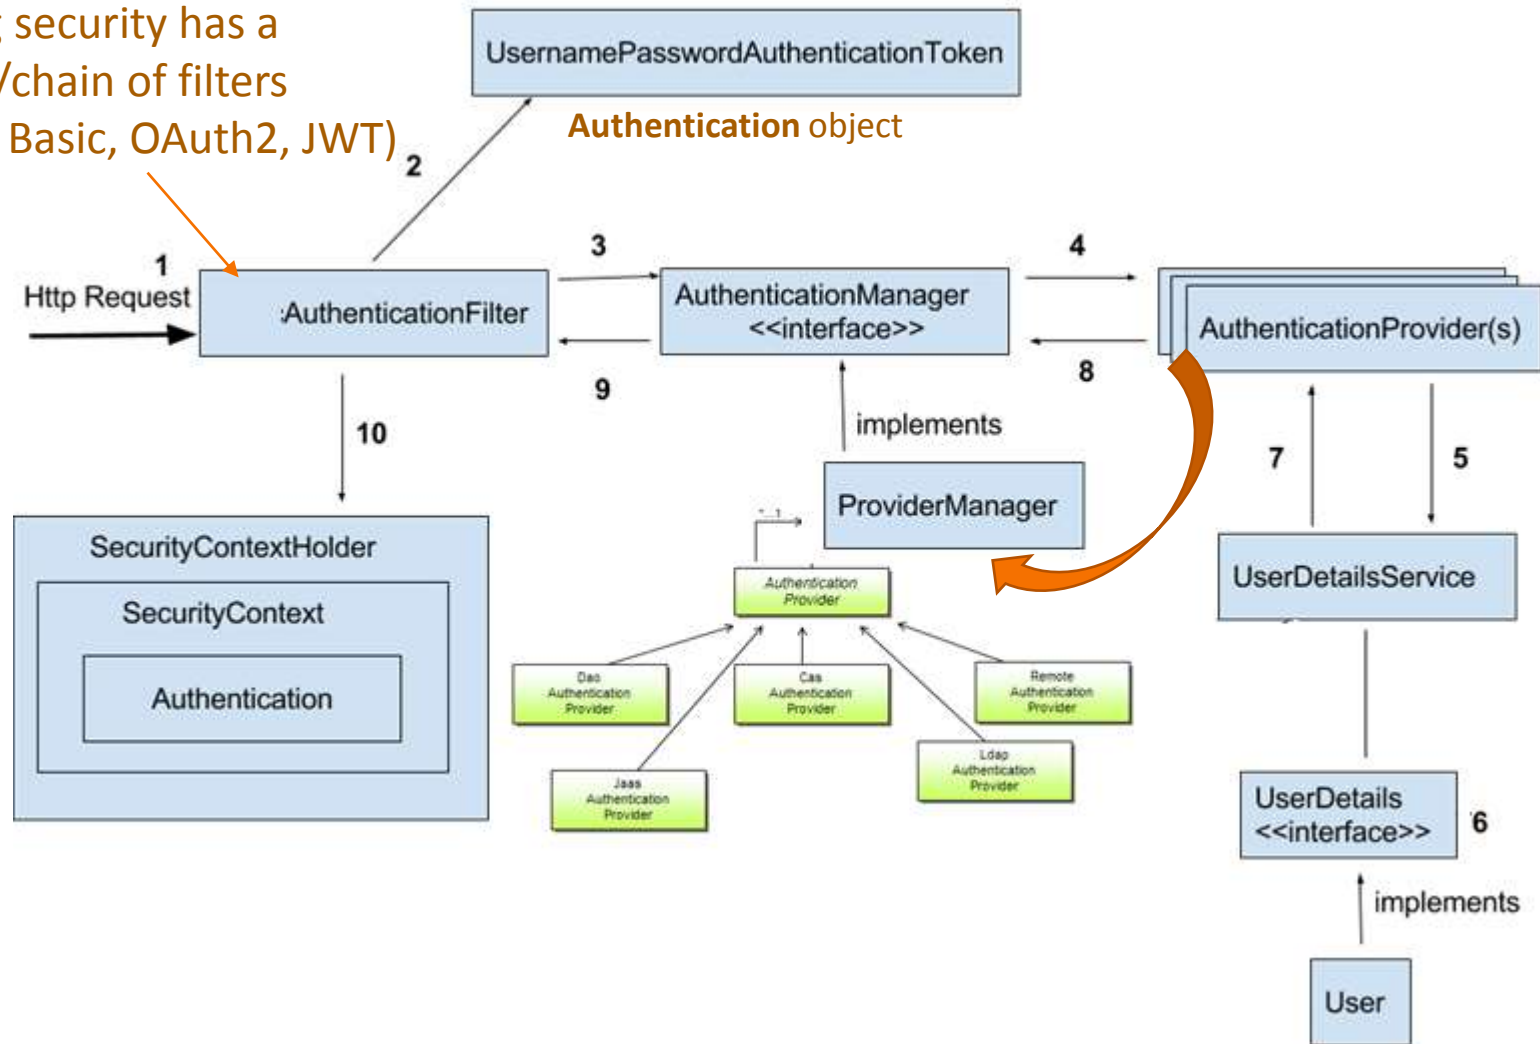 g security has a
/chain of filters
Basic, OAuth2, JWT)
UsernamePasswordAuthenticationToken
Authentication object
2
1
Http Request
:AuthenticationFilter
3
9
AuthenticationManager
<<interface>>
4
8
AuthenticationProvider(s)
10
implements
7
5
ProviderManager
*..1
SecurityContextHolder
SecurityContext
Authentication
Authentication
Provider
UserDetailsService
Dao
Authentication
Provider
Cas
Authentication
Provider
Remote
Authentication
Provider
Jaas
Authentication
Provider
Ldap
Authentication
Provider
UserDetails
<<interface>>
6
implements
User